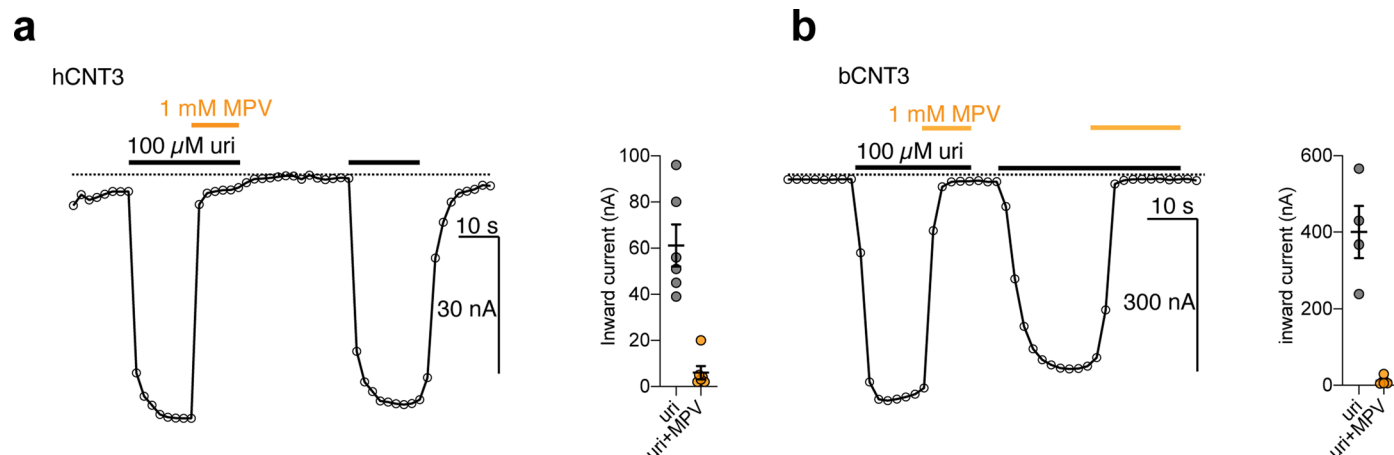 a
hCNT3
1 mM MPV
100 µM uri
10 s
30 nA
Inward current (nA)
100
80
60
40
20
0
uri
uri+MPV
b
bCNT3
1 mM MPV
100 µM uri
10 s
300 nA
inward current (nA)
600
400
200
0
uri
uri+MPV